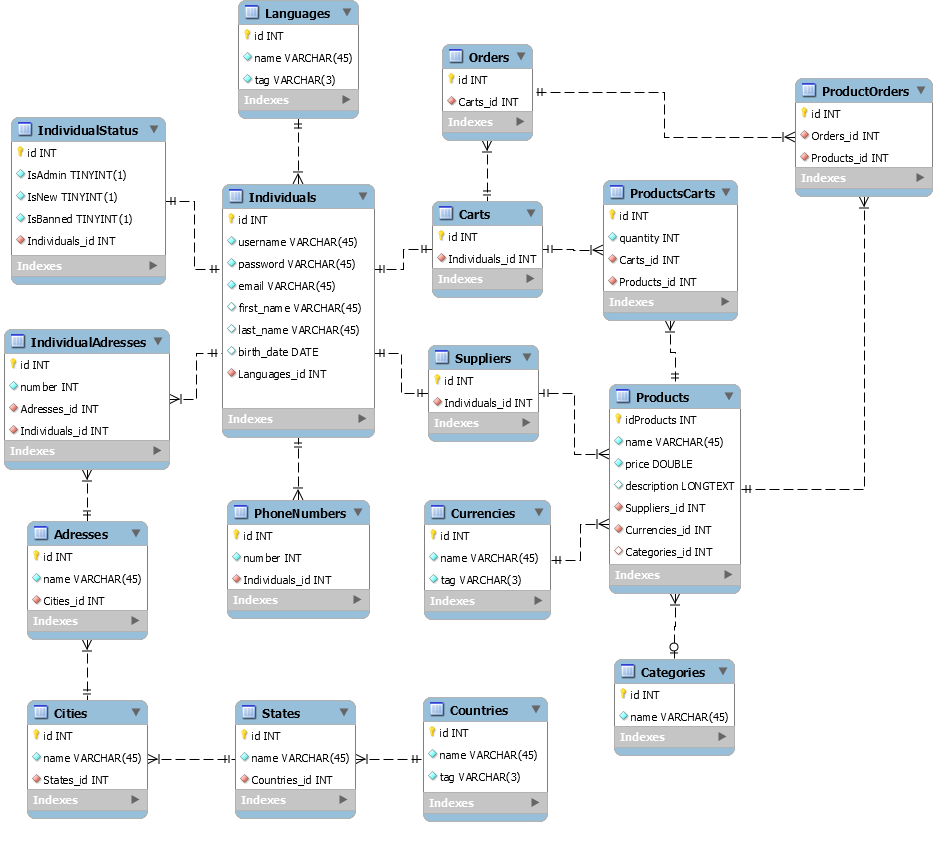 Languages
id INT
name VARCHAR(45)
tag VARCHAR(3)
Indexes
Orders
id INT
Carts_id INT
Indexes
ProductOrders
id INT
Orders_id INT
Products_id INT
Indexes
IndividualStatus
id INT
IsAdmin TINYINT(1)
IsNew TINYINT(1)
IsBanned TINYINT(1)
Individuals_id INT
Indexes
Individuals
id INT
username VARCHAR(45)
password VARCHAR(45)
email VARCHAR(45)
first_name VARCHAR(45)
last_name VARCHAR(45)
birth_date DATE
Languages_id INT
Indexes
Carts
id INT
Individuals_id INT
Indexes
ProductsCarts
id INT
quantity INT
Carts_id INT
Products_id INT
Indexes
IndividualAdresses
id INT
number INT
Adresses_id INT
Individuals_id INT
Indexes
Suppliers
id INT
Individuals_id INT
Indexes
Products
idProducts INT
name VARCHAR(45)
price DOUBLE
description LONGTEXT
Suppliers_id INT
Currencies_id INT
Categories_id INT
Indexes
Adresses
id INT
name VARCHAR(45)
Cities_id INT
Indexes
PhoneNumbers
id INT
number INT
Individuals_id INT
Indexes
Currencies
id INT
name VARCHAR(45)
tag VARCHAR(3)
Indexes
Categories
id INT
name VARCHAR(45)
Indexes
Cities
id INT
name VARCHAR(45)
States_id INT
Indexes
States
id INT
name VARCHAR(45)
Countries_id INT
Indexes
Countries
id INT
name VARCHAR(45)
tag VARCHAR(3)
Indexes